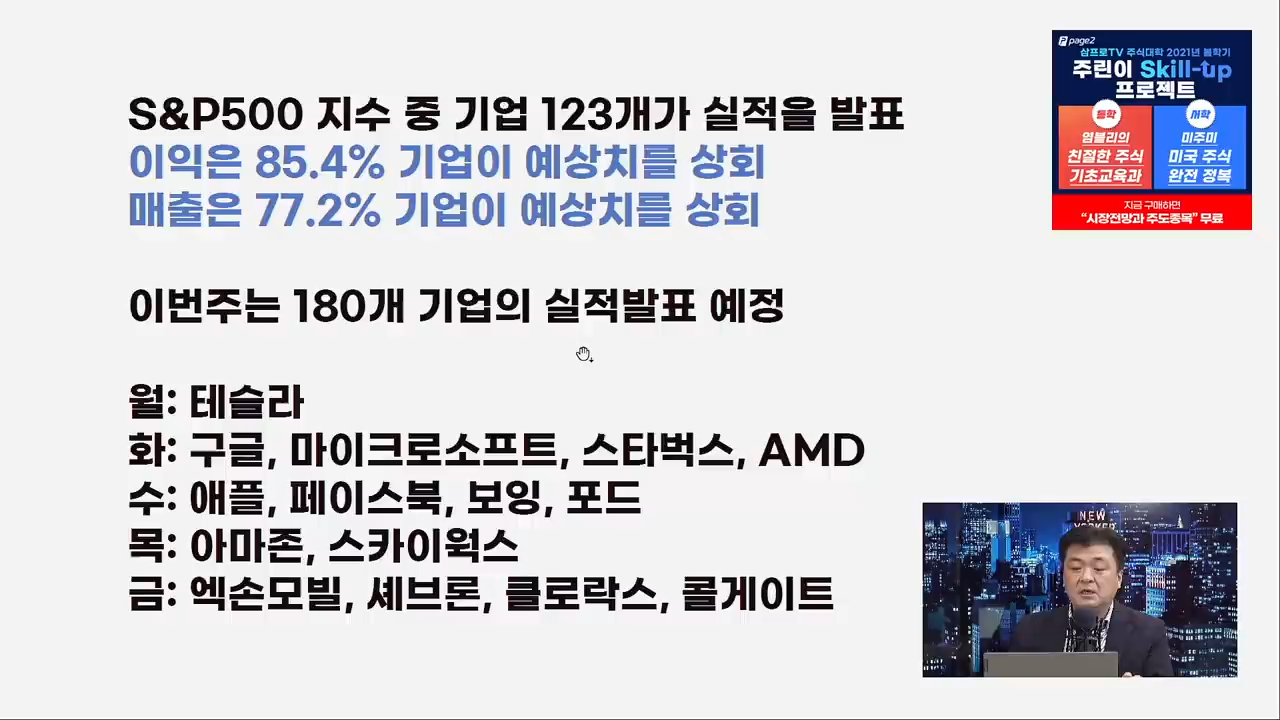 S&P500 지수 중 기업 123개가 실적을 발표
이익은 85.4% 기업이 예상치를 상회
매출은 77.2% 기업이 예상치를 상회
이번주는 180개 기업의 실적발표 예정
월: 테슬라
화: 구글, 마이크로소프트, 스타벅스, AMD
수: 애플, 페이스북, 보잉, 포드
목: 아마존, 스카이웍스
금: 엑손모빌, 셰브론, 클로락스, 콜게이트
page2
삼프로TV 주식대학 2021년 봄학기
주린이 Skill-up
프로젝트
동학
염블리의
친절한 주식
기초교육과
서학
미주미
미국 주식
완전 정복
지금 구매하면
“시장전망과 주도종목” 무료
NEW
YORKER